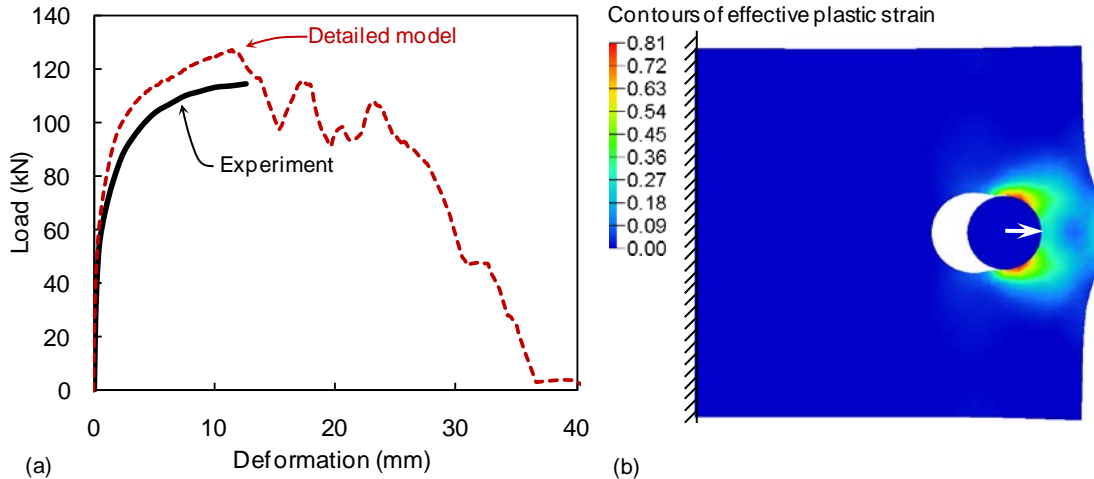 140
120
100
80
60
40
20
0
Load (kN)
Detailed model
Experiment
0 10 20 30 40
Deformation (mm)
(a)
Contours of effective plastic strain
0.81
0.72
0.63
0.54
0.45
0.36
0.27
0.18
0.09
0.00
(b)